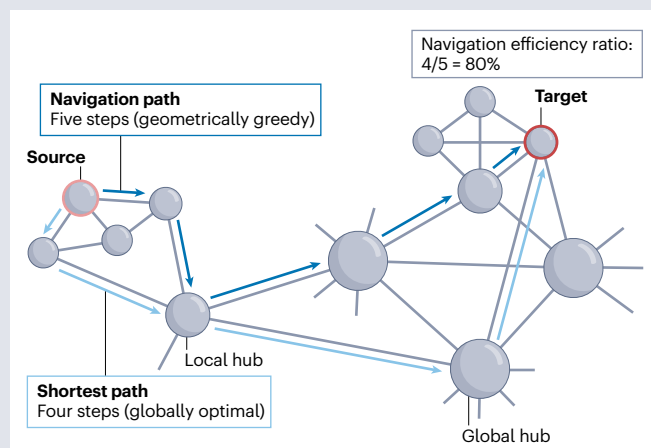 Navigation efficiency ratio:
4/5 = 80%
Navigation path
Five steps (geometrically greedy)
Target
Source
Local hub
Shortest path
Four steps (globally optimal)
Global hub